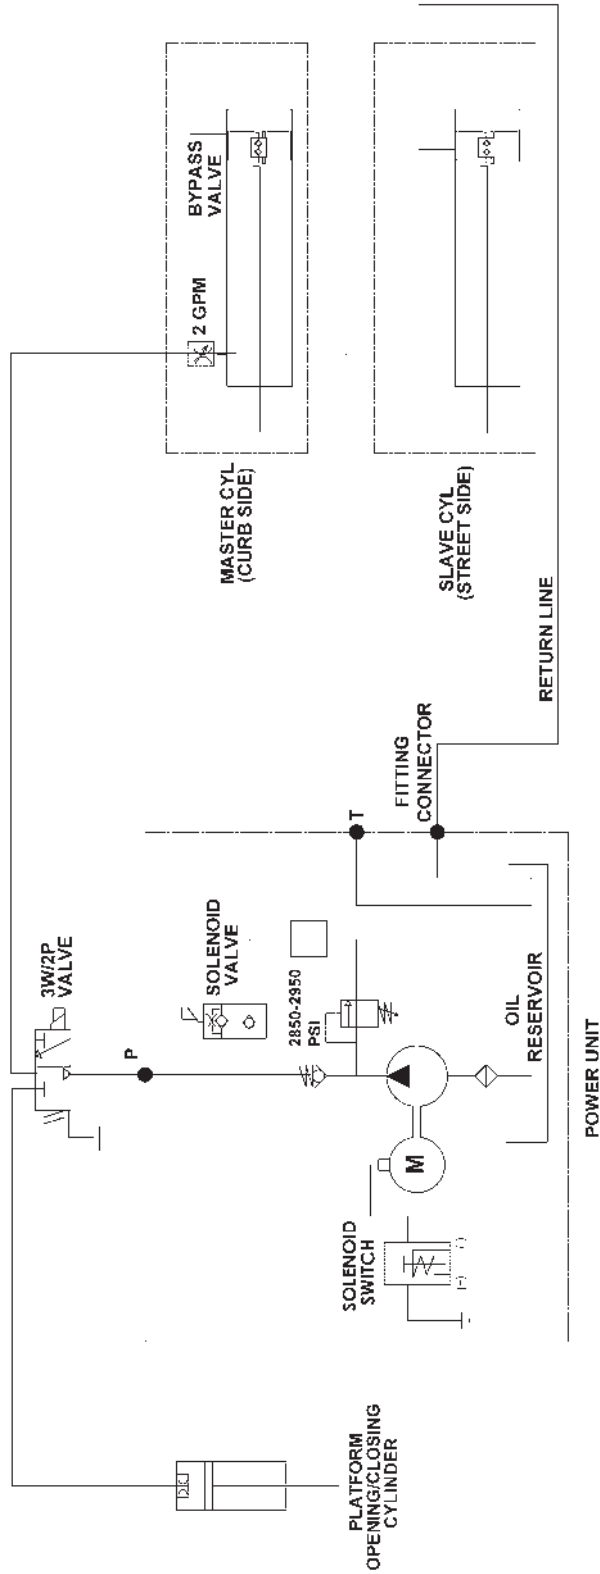 PLATFORM
OPENING/CLOSING
CYLINDER
SOLENOID
SWITCH
M
3W/2P
VALVE
P
SOLENOID
VALVE
2850-2950
PSI
T
OIL
RESERVOIR
POWER UNIT
FITTING
CONNECTOR
RETURN LINE
MASTER CYL
(CURB SIDE)
SLAVE CYL
(STREET SIDE)
2 GPM
BYPASS
VALVE